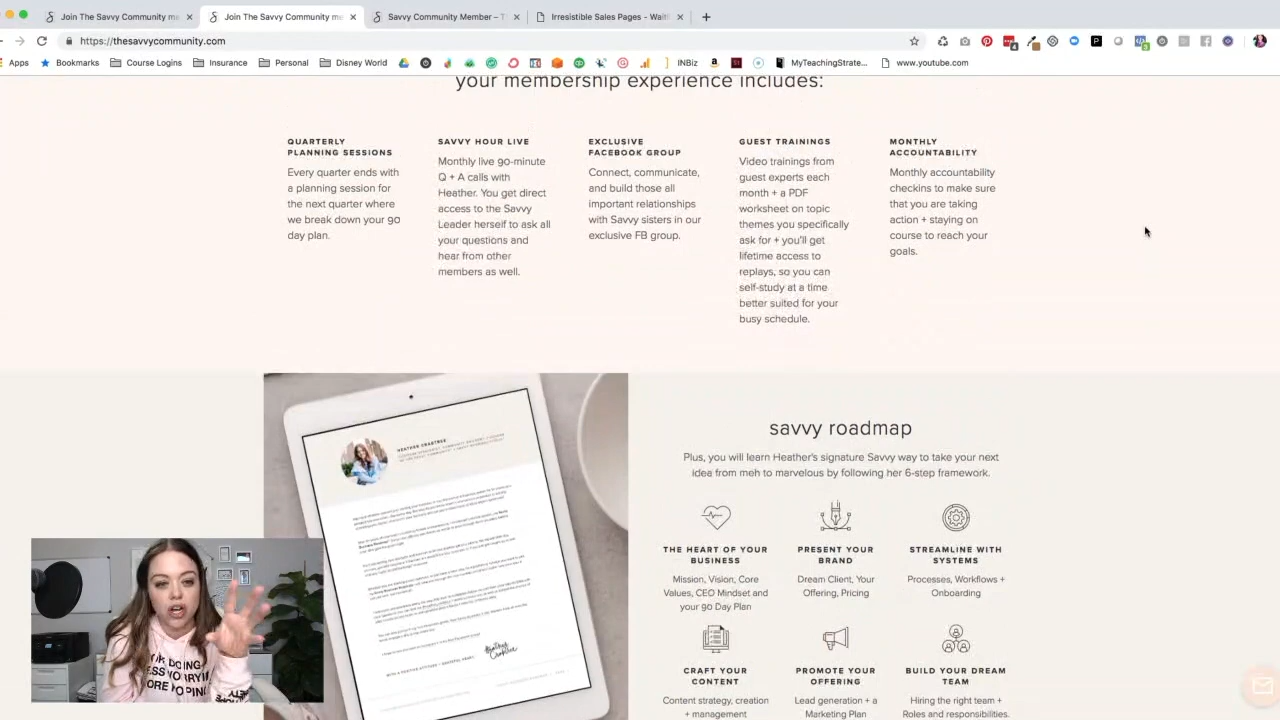 Join The Savvy Community me
Join The Savvy Community me
Savvy Community Member – T
Irresistible Sales Pages - Waitl
https://thesavvycommunity.com
Apps
Bookmarks
Course Logins
Insurance
Personal
Disney World
INBiz
MyTeachingStrate...
www.youtube.com
your membership experience includes:
QUARTERLY
PLANNING SESSIONS
Every quarter ends with
a planning session for
the next quarter where
we break down your 90
day plan.
SAVVY HOUR LIVE
Monthly live 90-minute
Q + A calls with
Heather. You get direct
access to the Savvy
Leader herself to ask all
your questions and
hear from other
members as well.
EXCLUSIVE
FACEBOOK GROUP
Connect, communicate,
and build those all
important relationships
with Savvy sisters in our
exclusive FB group.
GUEST TRAININGS
Video trainings from
guest experts each
month + a PDF
worksheet on topic
themes you specifically
ask for + you'll get
lifetime access to
replays, so you can
self-study at a time
better suited for your
busy schedule.
MONTHLY
ACCOUNTABILITY
Monthly accountability
checkins to make sure
that you are taking
action + staying on
course to reach your
goals.
HEATHER CRABTREE
Heather
Crabtree
savvy roadmap
Plus, you will learn Heather's signature Savvy way to take your next
idea from meh to marvelous by following her 6-step framework.
THE HEART OF YOUR
BUSINESS
Mission, Vision, Core
Values, CEO Mindset and
your 90 Day Plan
PRESENT YOUR
BRAND
Dream Client, Your
Offering, Pricing
STREAMLINE WITH
SYSTEMS
Processes, Workflows +
Onboarding
CRAFT YOUR
CONTENT
Content strategy, creation
+ management
PROMOTE YOUR
OFFERING
Lead generation + a
Marketing Plan
BUILD YOUR DREAM
TEAM
Hiring the right team +
Roles and responsibilities.